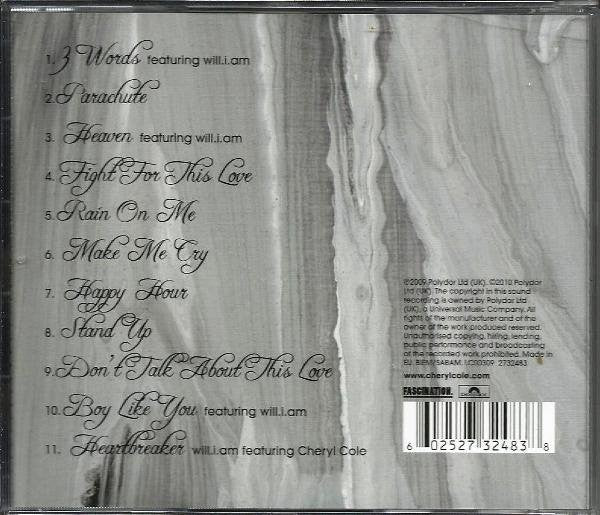 1. 3 Words featuring will.i.am
2. Parachute
3. Heaven featuring will.i.am
4. Fight For This Love
5. Rain On Me
6. Make Me Cry
7. Happy Hour
8. Stand Up
9. Don't Talk About This Love
10. Boy Like You featuring will.i.am
11. Heartbreaker will.i.am featuring Cheryl Cole
℗2009 Polydor Ltd (UK). ©2010 Polydor
Ltd (UK). The copyright in this sound
recording is owned by Polydor Ltd
(UK), a Universal Music Company. All
rights of the manufacturer and of the
owner of the work produced reserved.
Unauthorised copying, hiring, lending,
public performance and broadcasting
of the recorded work prohibited. Made in
EU. BIEM/SABAM. LC00309 2732483
www.cherylcole.com
FASCINATION.
6 02527 32483 8